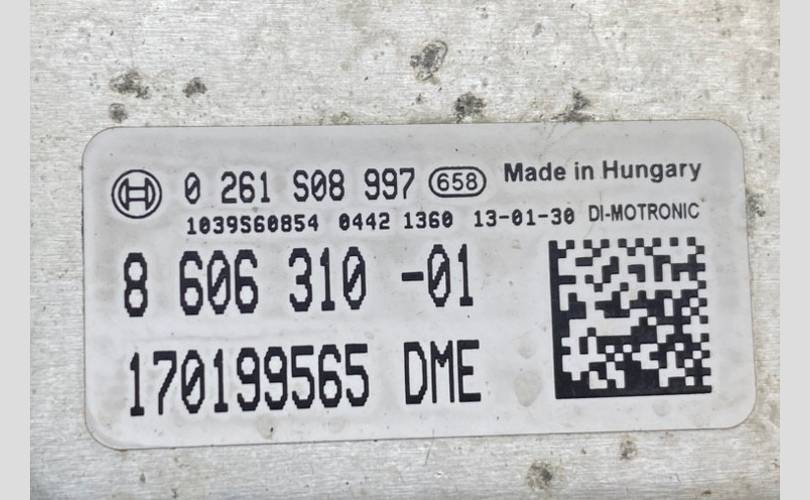 0 261 S08 997 658 Made in Hungary
1039S60854 0442 1360 13-01-30 DI-MOTRONIC
8 606 310 -01
170199565 DME